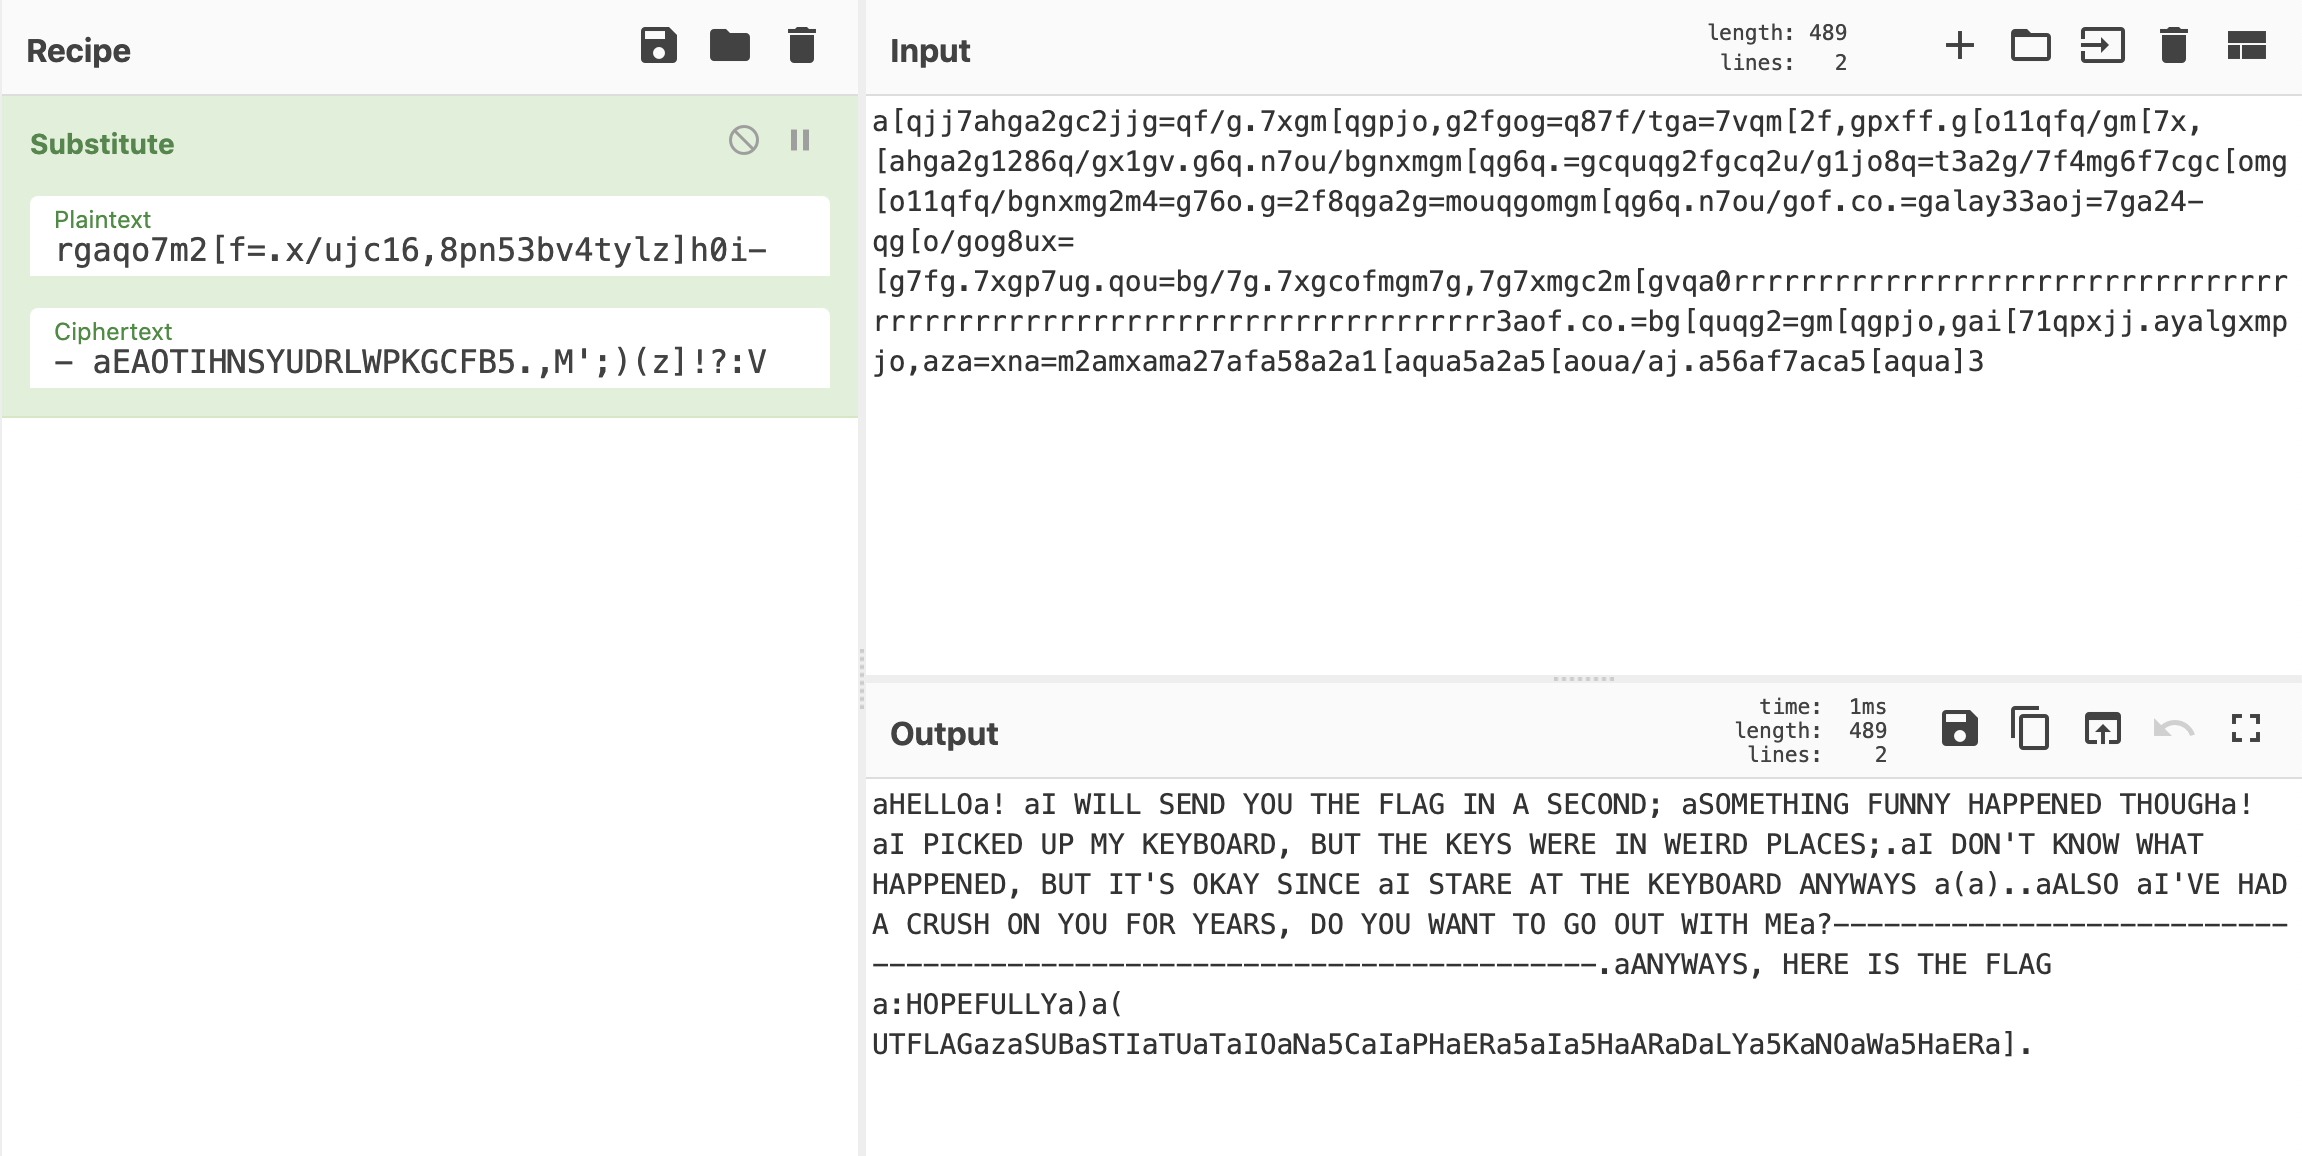 Recipe
Substitute
Plaintext
rgaqo7m2[f=.x/ujc16,8pn53bv4tylz]h0i-
Ciphertext
- aEAOTIHNSYUDRLWPKGCFB5.,M';)(z]!?:V
Input
length: 489
lines: 2
a[qjj7ahga2gc2jjg=qf/g.7xgm[qgpjo,g2fgog=q87f/tga=7vqm[2f,gpxff.g[o11qfq/gm[7x,
[ahga2g1286q/gx1gv.g6q.n7ou/bgnxmgm[qg6q.=gcquqg2fgcq2u/g1jo8q=t3a2g/7f4mg6f7cgc[omg
[o11qfq/bgnxmg2m4=g76o.g=2f8qga2g=mouqgomgm[qg6q.n7ou/gof.co.=galay33aoj=7ga24-
qg[o/gog8ux=
[g7fg.7xgp7ug.qou=bg/7g.7xgcofmgm7g,7g7xmgc2m[gvqa0rrrrrrrrrrrrrrrrrrrrrrrrrrrrrrrrr
rrrrrrrrrrrrrrrrrrrrrrrrrrrrrrrrrrrrr3aof.co.=bg[quqg2=gm[qgpjo,gai[71qpxjj.ayalgxmp
jo,aza=xna=m2amxama27afa58a2a1[aqua5a2a5[aoua/aj.a56af7aca5[aqua]3
Output
time: 1ms
length: 489
lines: 2
aHELLOa! aI WILL SEND YOU THE FLAG IN A SECOND; aSOMETHING FUNNY HAPPENED THOUGHa!
aI PICKED UP MY KEYBOARD, BUT THE KEYS WERE IN WEIRD PLACES;.aI DON'T KNOW WHAT
HAPPENED, BUT IT'S OKAY SINCE aI STARE AT THE KEYBOARD ANYWAYS a(a)..aALSO aI'VE HAD
A CRUSH ON YOU FOR YEARS, DO YOU WANT TO GO OUT WITH MEa?---------------------------
-------------------------------------------.aANYWAYS, HERE IS THE FLAG
a:HOPEFULLYa)a(
UTFLAGazaSUBaSTIaTUaTaIOaNa5CaIaPHaERa5aIa5HaARaDaLYa5KaNOaWa5HaERa].